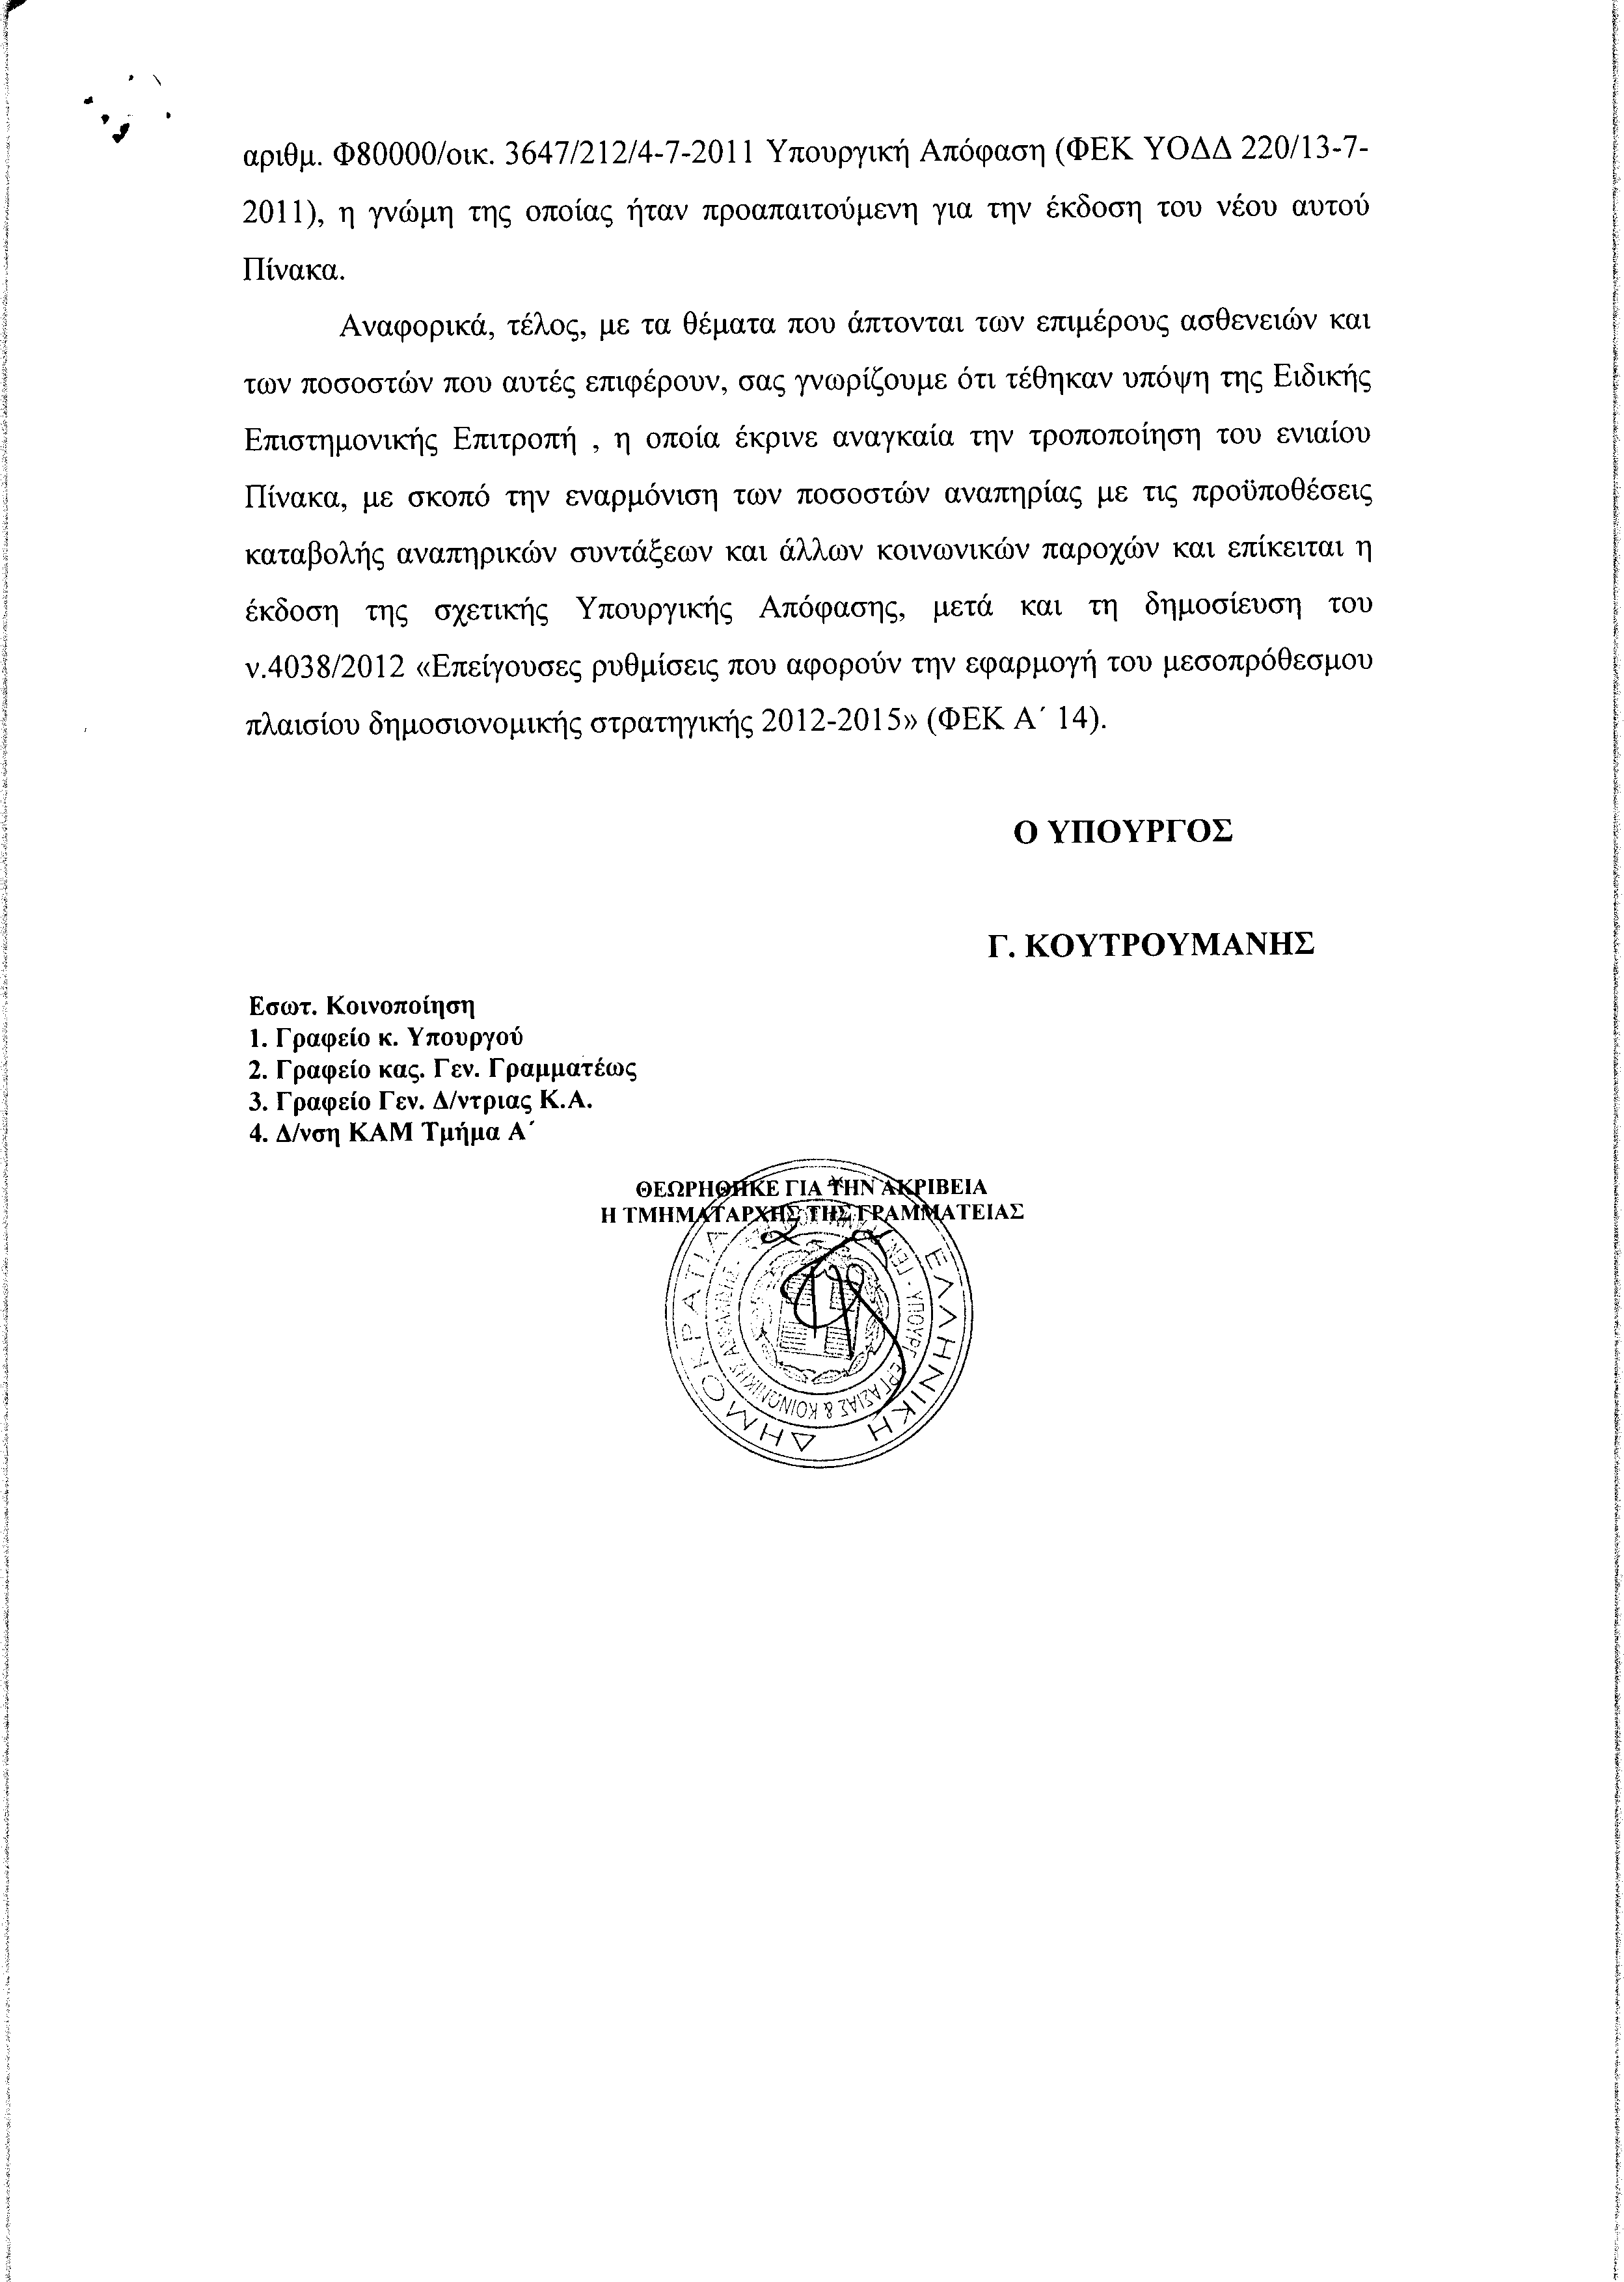 αριθμ. Φ80000/οικ. 3647/212/4-7-2011 Υπουργική Απόφαση (ΦΕΚ ΥΟΔΔ 220/13-7-
2011), η γνώμη της οποίας ήταν προαπαιτούμενη για την έκδοση του νέου αυτού
Πίνακα.
Αναφορικά, τέλος, με τα θέματα που άπτονται των επιμέρους ασθενειών και
των ποσοστών που αυτές επιφέρουν, σας γνωρίζουμε ότι τέθηκαν υπόψη της Ειδικής
Επιστημονικής Επιτροπή , η οποία έκρινε αναγκαία την τροποποίηση του ενιαίου
Πίνακα, με σκοπό την εναρμόνιση των ποσοστών αναπηρίας με τις προϋποθέσεις
καταβολής αναπηρικών συντάξεων και άλλων κοινωνικών παροχών και επίκειται η
έκδοση της σχετικής Υπουργικής Απόφασης, μετά και τη δημοσίευση του
ν.4038/2012 «Επείγουσες ρυθμίσεις που αφορούν την εφαρμογή του μεσοπρόθεσμου
πλαισίου δημοσιονομικής στρατηγικής 2012-2015» (ΦΕΚ Α΄ 14).
Ο ΥΠΟΥΡΓΟΣ
Γ. ΚΟΥΤΡΟΥΜΑΝΗΣ
Εσωτ. Κοινοποίηση
1. Γραφείο κ. Υπουργού
2. Γραφείο κας. Γεν. Γραμματέως
3. Γραφείο Γεν. Δ/ντριας Κ.Α.
4. Δ/νση ΚΑΜ Τμήμα Α΄
ΘΕΩΡΗΘΗΚΕ ΓΙΑ ΤΗΝ ΑΚΡΙΒΕΙΑ
Η ΤΜΗΜΑΤΑΡΧΗΣ ΤΗΣ ΓΡΑΜΜΑΤΕΙΑΣ
ΕΛΛΗΝΙΚΗ ΔΗΜΟΚΡΑΤΙΑ
ΥΠΟΥΡΓ ΕΡΓΑΣΙΑΣ & ΚΟΙΝΩΝΙΚΗΣ